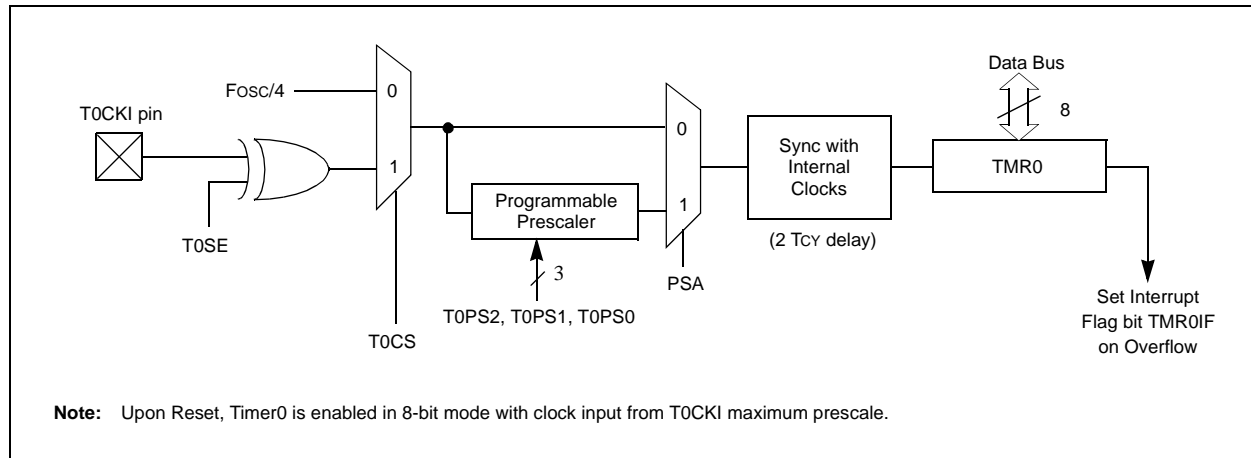 Data Bus
8
FOSC/4
0
T0CKI pin
1
0
Sync with
Internal
Clocks
TMR0
Programmable
Prescaler
1
(2 TCY delay)
T0SE
3
PSA
T0PS2, T0PS1, T0PS0
T0CS
Set Interrupt
Flag bit TMR0IF
on Overflow
Note: Upon Reset, Timer0 is enabled in 8-bit mode with clock input from T0CKI maximum prescale.